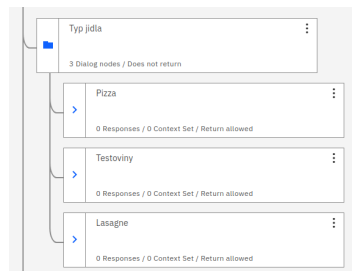 Typ jidla
3 Dialog nodes / Does not return
Pizza
0 Responses / 0 Context Set / Return allowed
Testoviny
0 Responses / 0 Context Set / Return allowed
Lasagne
0 Responses / 0 Context Set / Return allowed